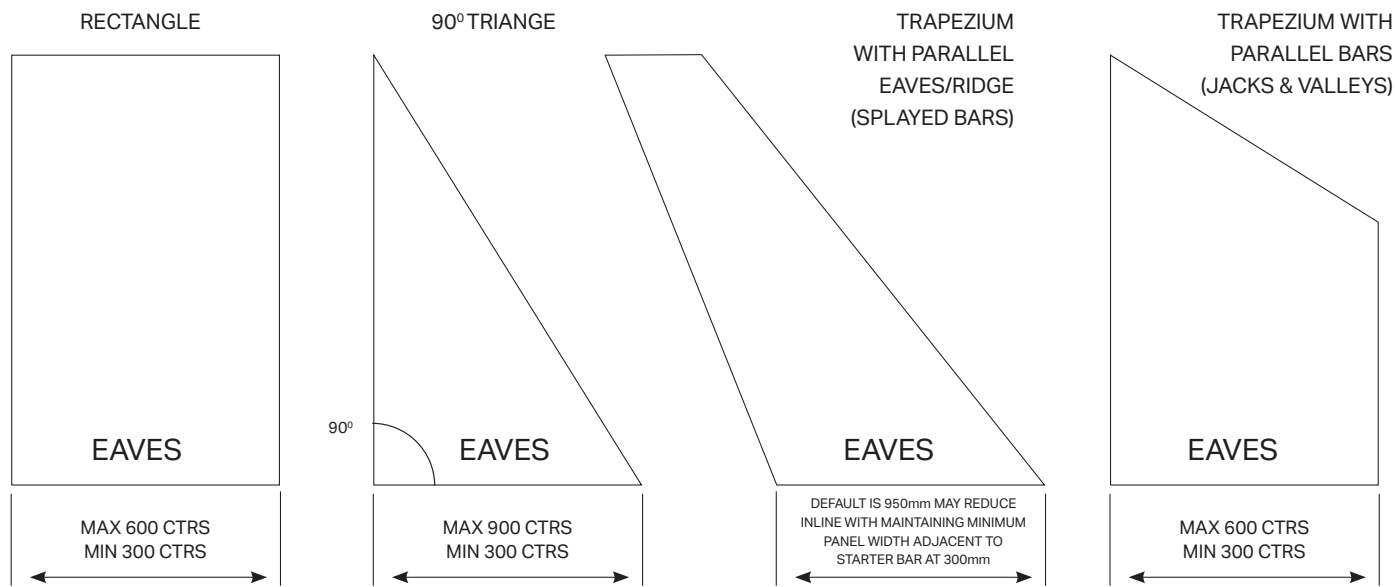 RECTANGLE
90⁰ TRIANGE
TRAPEZIUM
WITH PARALLEL
EAVES/RIDGE
(SPLAYED BARS)
TRAPEZIUM WITH
PARALLEL BARS
(JACKS & VALLEYS)
90⁰
EAVES
EAVES
EAVES
EAVES
MAX 600 CTRS
MIN 300 CTRS
MAX 900 CTRS
MIN 300 CTRS
DEFAULT IS 950mm MAY REDUCE
INLINE WITH MAINTAINING MINIMUM
PANEL WIDTH ADJACENT TO
STARTER BAR AT 300mm
MAX 600 CTRS
MIN 300 CTRS